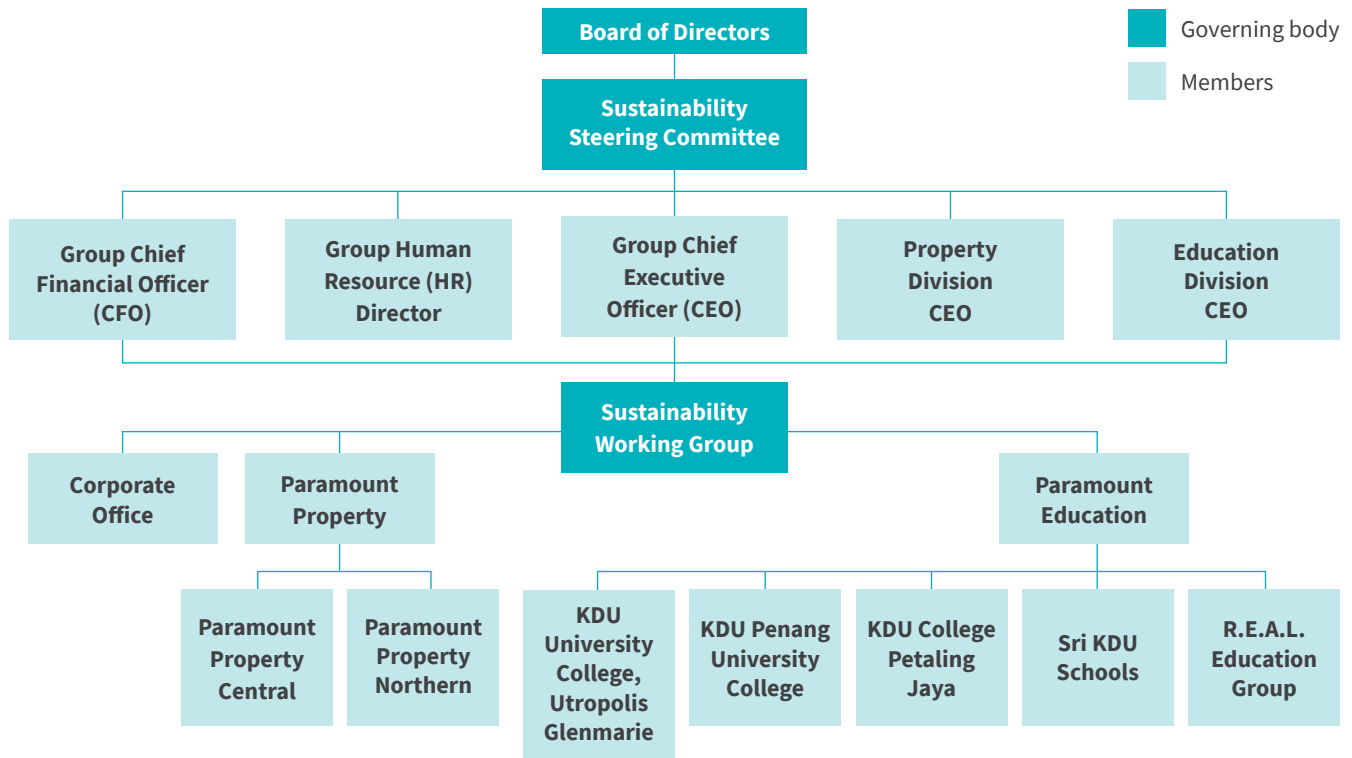 Board of Directors
Governing body
Members
Sustainability
Steering Committee
Group Chief
Financial Officer
(CFO)
Group Human
Resource (HR)
Director
Group Chief
Executive
Officer (CEO)
Property
Division
CEO
Education
Division
CEO
Sustainability
Working Group
Corporate
Office
Paramount
Property
Paramount
Education
Paramount
Property
Central
Paramount
Property
Northern
KDU
University
College,
Utropolis
Glenmarie
KDU Penang
University
College
KDU College
Petaling
Jaya
Sri KDU
Schools
R.E.A.L.
Education
Group